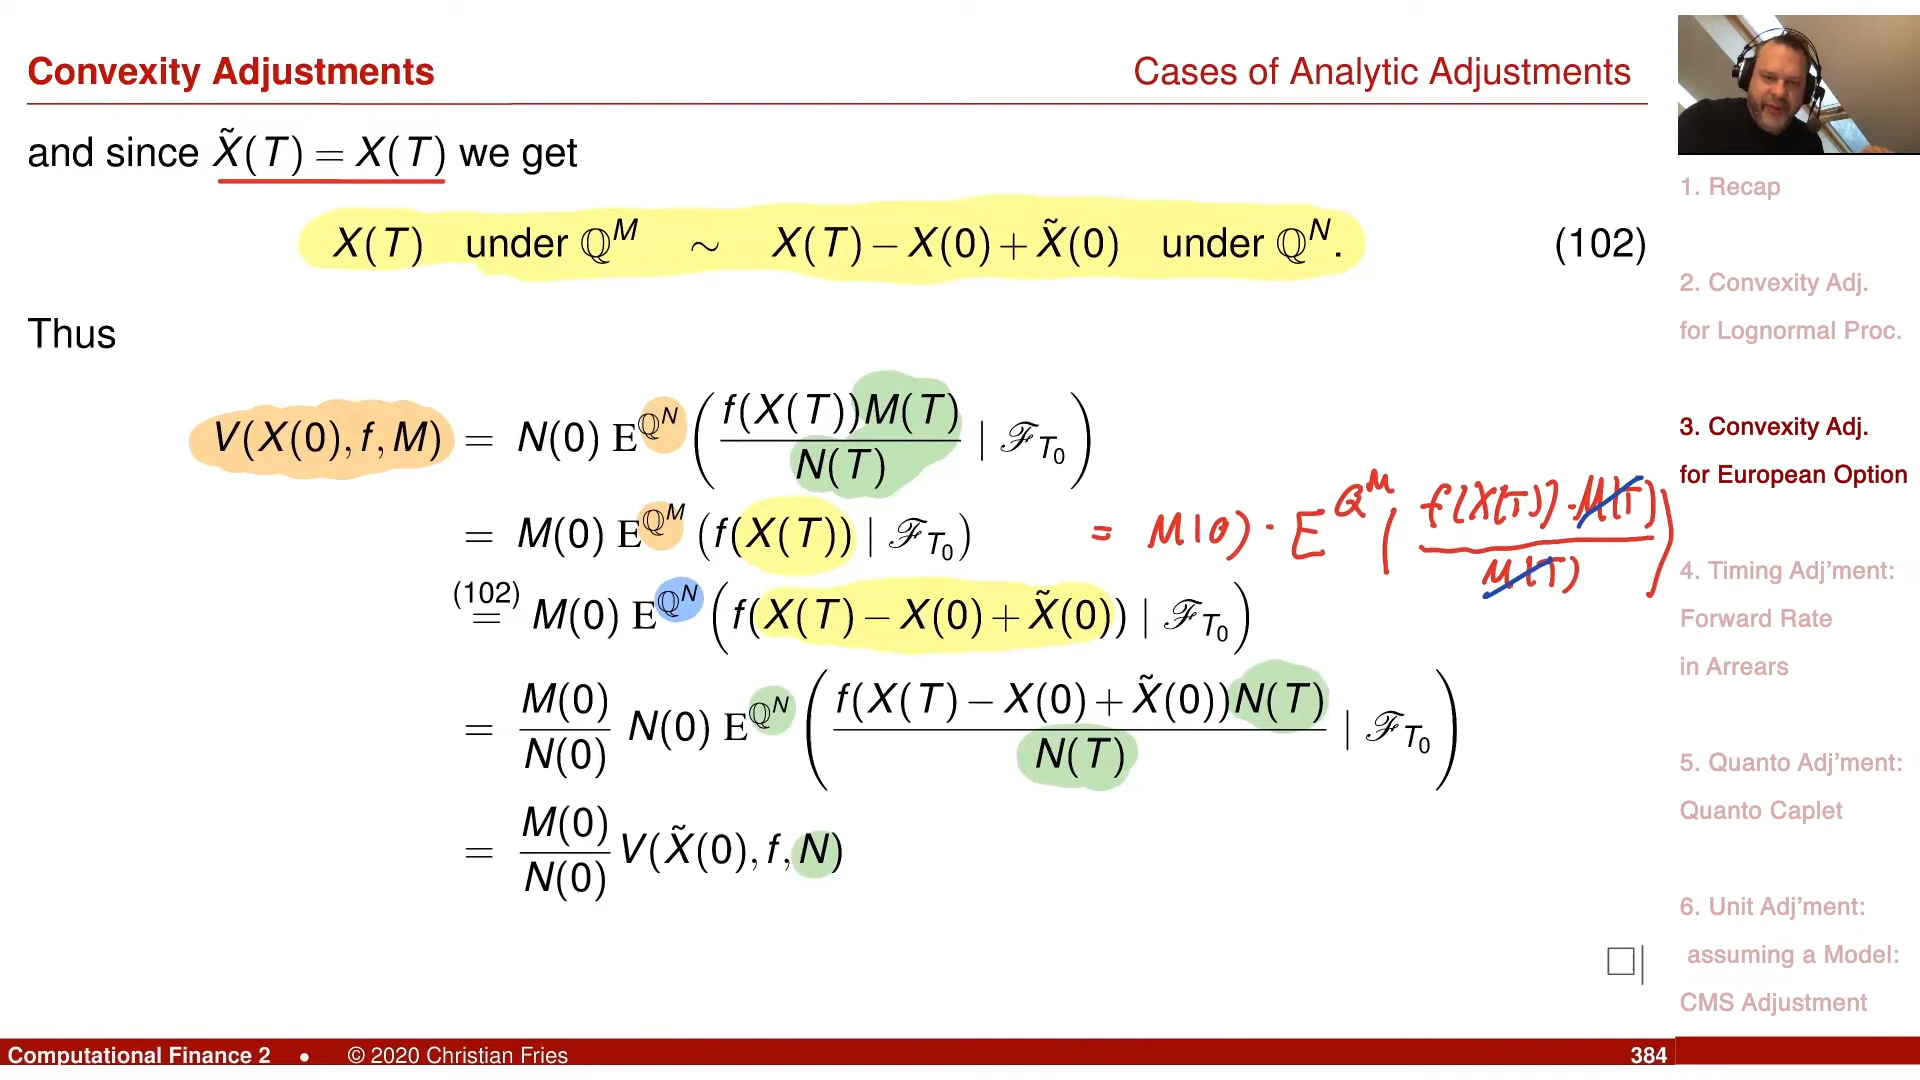 Convexity Adjustments
Cases of Analytic Adjustments
and since X̃(T) = X(T) we get
X(T) under ℚ^M ∼ X(T) − X(0) + X̃(0) under ℚ^N. (102)
Thus
V(X(0), f, M) = N(0) E^{ℚ^N} ( f(X(T))M(T) / N(T) | ℱ_{T_0} )
= M(0) E^{ℚ^M} (f(X(T)) | ℱ_{T_0}) = M(0) · E^{Q^M} ( f(X(T)) · M(T) / M(T) )
(102) = M(0) E^{ℚ^N} (f(X(T) − X(0) + X̃(0)) | ℱ_{T_0})
= M(0)/N(0) N(0) E^{ℚ^N} ( f(X(T) − X(0) + X̃(0))N(T) / N(T) | ℱ_{T_0} )
= M(0)/N(0) V(X̃(0), f, N)
□|
1. Recap
2. Convexity Adj.
for Lognormal Proc.
3. Convexity Adj.
for European Option
4. Timing Adj'ment:
Forward Rate
in Arrears
5. Quanto Adj'ment:
Quanto Caplet
6. Unit Adj'ment:
assuming a Model:
CMS Adjustment
Computational Finance 2 • © 2020 Christian Fries
384